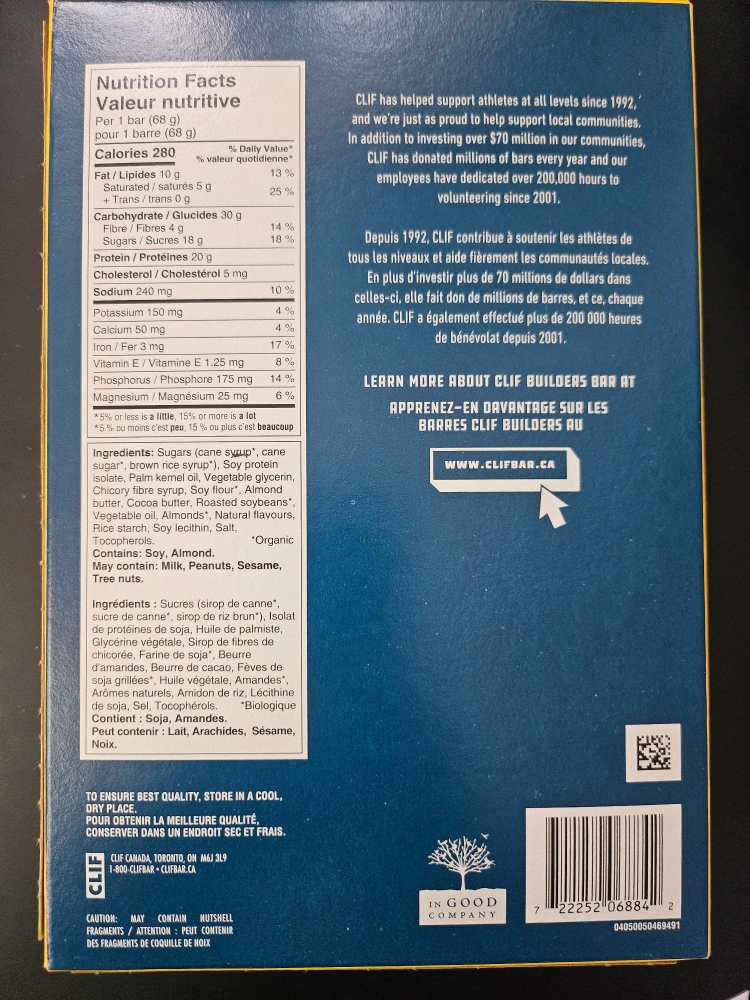 Nutrition Facts
Valeur nutritive
Per 1 bar (68 g)
pour 1 barre (68 g)
Calories 280
% Daily Value*
% valeur quotidienne*
Fat / Lipides 10 g 13 %
Saturated / saturés 5 g
+ Trans / trans 0 g
25 %
Carbohydrate / Glucides 30 g
Fibre / Fibres 4 g 14 %
Sugars / Sucres 18 g 18 %
Protein / Protéines 20 g
Cholesterol / Cholestérol 5 mg
Sodium 240 mg 10 %
Potassium 150 mg 4 %
Calcium 50 mg 4 %
Iron / Fer 3 mg 17 %
Vitamin E / Vitamine E 1.25 mg 8 %
Phosphorus / Phosphore 175 mg 14 %
Magnesium / Magnésium 25 mg 6 %
*5% or less is a little, 15% or more is a lot
*5 % ou moins c'est peu, 15 % ou plus c'est beaucoup
Ingredients: Sugars (cane syrup*, cane
sugar*, brown rice syrup*), Soy protein
isolate, Palm kernel oil, Vegetable glycerin,
Chicory fibre syrup, Soy flour*, Almond
butter, Cocoa butter, Roasted soybeans*,
Vegetable oil, Almonds*, Natural flavours,
Rice starch, Soy lecithin, Salt,
Tocopherols. *Organic
Contains: Soy, Almond.
May contain: Milk, Peanuts, Sesame,
Tree nuts.
Ingrédients : Sucres (sirop de canne*,
sucre de canne*, sirop de riz brun*), Isolat
de protéines de soja, Huile de palmiste,
Glycérine végétale, Sirop de fibres de
chicorée, Farine de soja*, Beurre
d'amandes, Beurre de cacao, Fèves de
soja grillées*, Huile végétale, Amandes*,
Arômes naturels, Amidon de riz, Lécithine
de soja, Sel, Tocophérols. *Biologique
Contient : Soja, Amandes.
Peut contenir : Lait, Arachides, Sésame,
Noix.
TO ENSURE BEST QUALITY, STORE IN A COOL,
DRY PLACE.
POUR OBTENIR LA MEILLEURE QUALITÉ,
CONSERVER DANS UN ENDROIT SEC ET FRAIS.
CLIF
CLIF CANADA, TORONTO, ON M6J 3L9
1-800-CLIFBAR • CLIFBAR.CA
CAUTION: MAY CONTAIN NUTSHELL
FRAGMENTS / ATTENTION : PEUT CONTENIR
DES FRAGMENTS DE COQUILLE DE NOIX
CLIF has helped support athletes at all levels since 1992,
and we're just as proud to help support local communities.
In addition to investing over $70 million in our communities,
CLIF has donated millions of bars every year and our
employees have dedicated over 200,000 hours to
volunteering since 2001.
Depuis 1992, CLIF contribue à soutenir les athlètes de
tous les niveaux et aide fièrement les communautés locales.
En plus d'investir plus de 70 millions de dollars dans
celles-ci, elle fait don de millions de barres, et ce, chaque
année. CLIF a également effectué plus de 200 000 heures
de bénévolat depuis 2001.
LEARN MORE ABOUT CLIF BUILDERS BAR AT
APPRENEZ-EN DAVANTAGE SUR LES
BARRES CLIF BUILDERS AU
WWW.CLIFBAR.CA
IN GOOD
COMPANY
7 22252 06884 2
04050050469491